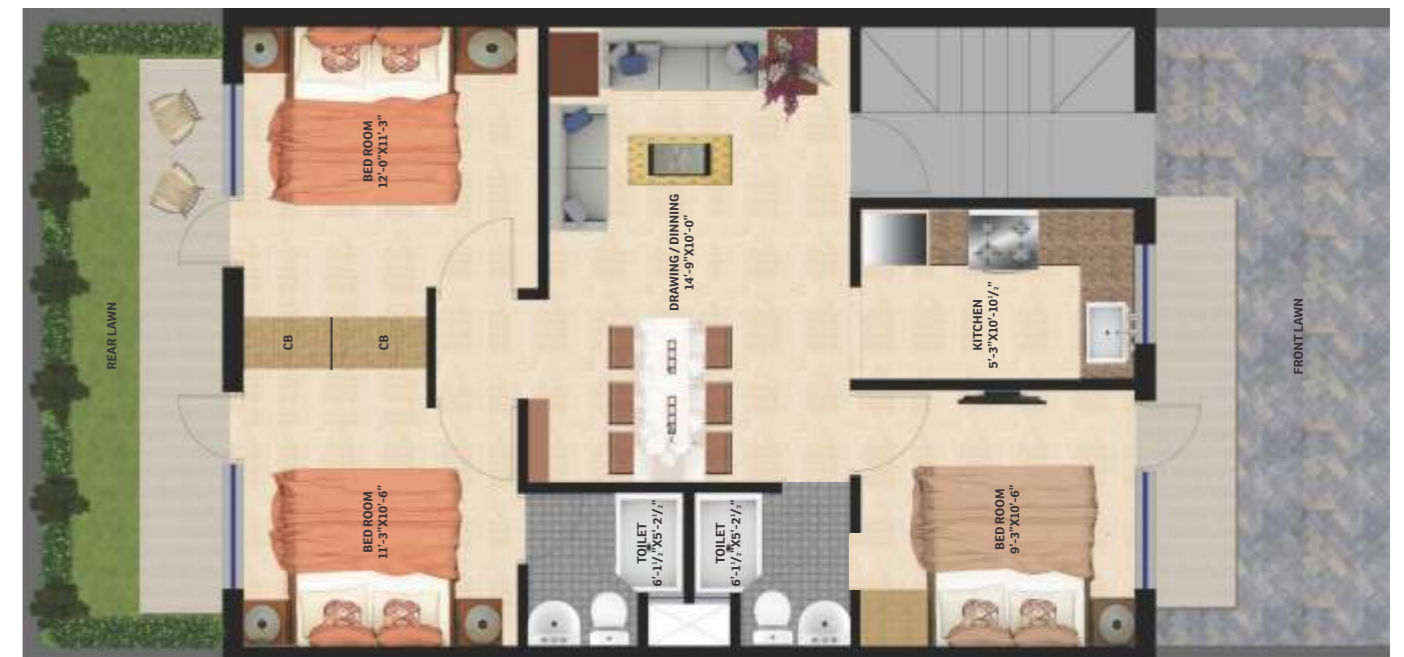 REAR LAWN
BED ROOM
12'-0"X11'-3"
CB
CB
BED ROOM
11'-3"X10'-6"
DRAWING / DINNING
14'-9"X10'-0"
TOILET
6'-1½"X5'-2½"
TOILET
6'-1½"X5'-2½"
KITCHEN
5'-3"X10'-10½"
BED ROOM
9'-3"X10'-6"
FRONT LAWN